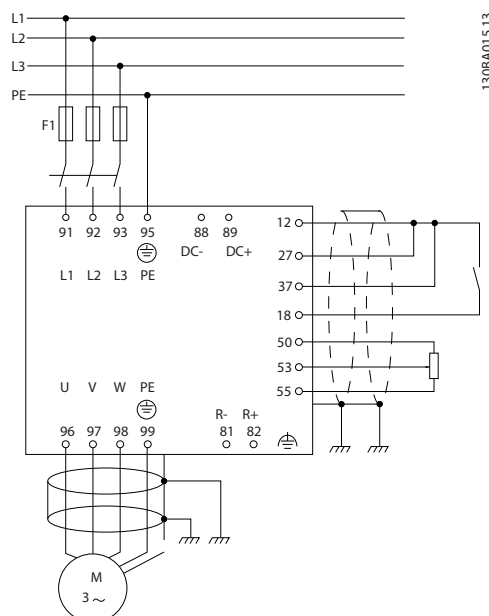 L1
L2
L3
PE
130BA015.13
F1
91 92 93 95 88 89
DC- DC+
L1 L2 L3 PE
12
27
37
18
50
53
55
U V W PE
96 97 98 99
R- R+
81 82
M
3 ~